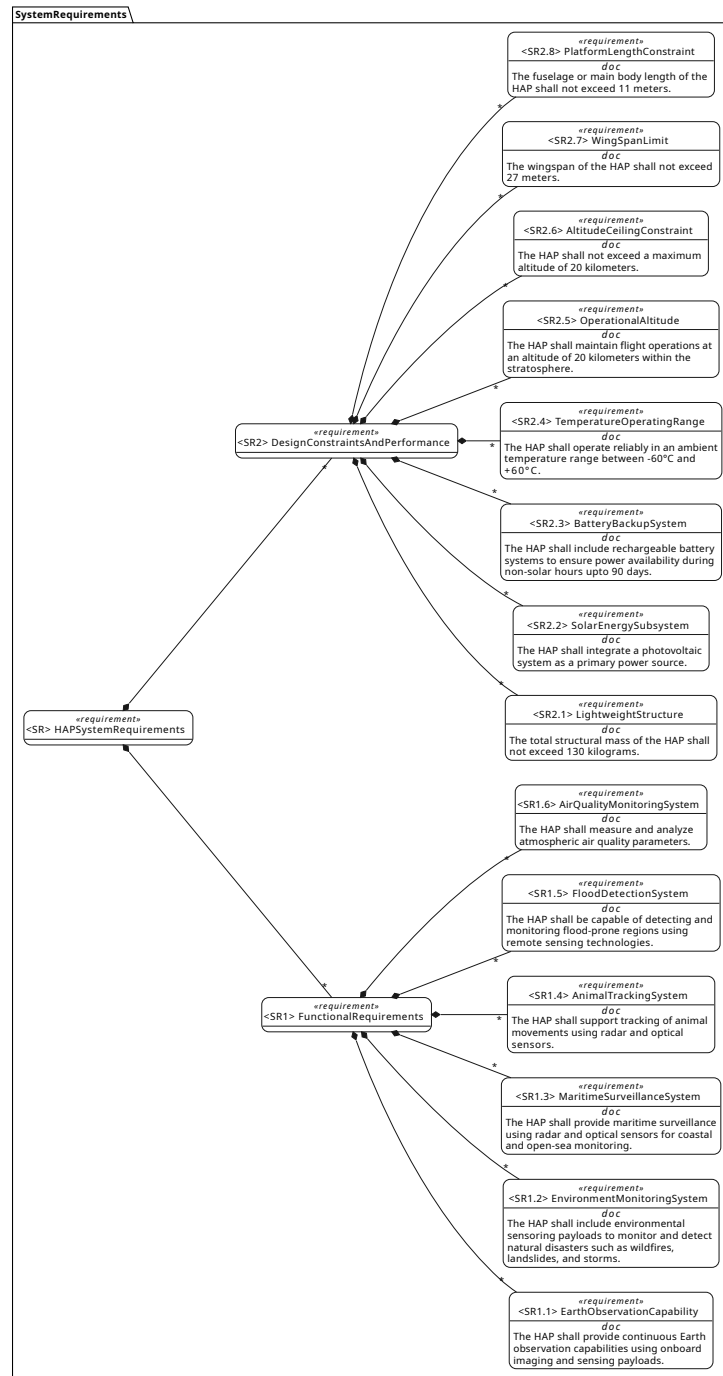 SystemRequirements
«requirement»
<SR2.8> PlatformLengthConstraint
doc
The fuselage or main body length of the
HAP shall not exceed 11 meters.
*
«requirement»
<SR2.7> WingSpanLimit
doc
The wingspan of the HAP shall not exceed
27 meters.
*
«requirement»
<SR2.6> AltitudeCeilingConstraint
doc
The HAP shall not exceed a maximum
altitude of 20 kilometers.
*
«requirement»
<SR2.5> OperationalAltitude
doc
The HAP shall maintain flight operations at
an altitude of 20 kilometers within the
stratosphere.
*
«requirement»
<SR2> DesignConstraintsAndPerformance
*
«requirement»
<SR2.4> TemperatureOperatingRange
doc
The HAP shall operate reliably in an ambient
temperature range between -60°C and
+60°C.
*
«requirement»
<SR2.3> BatteryBackupSystem
doc
The HAP shall include rechargeable battery
systems to ensure power availability during
non-solar hours upto 90 days.
*
«requirement»
<SR2.2> SolarEnergySubsystem
doc
The HAP shall integrate a photovoltaic
system as a primary power source.
*
«requirement»
<SR2.1> LightweightStructure
doc
The total structural mass of the HAP shall
not exceed 130 kilograms.
*
«requirement»
<SR> HAPSystemRequirements
«requirement»
<SR1.6> AirQualityMonitoringSystem
doc
The HAP shall measure and analyze
atmospheric air quality parameters.
*
«requirement»
<SR1.5> FloodDetectionSystem
doc
The HAP shall be capable of detecting and
monitoring flood-prone regions using
remote sensing technologies.
*
*
«requirement»
<SR1> FunctionalRequirements
«requirement»
<SR1.4> AnimalTrackingSystem
doc
The HAP shall support tracking of animal
movements using radar and optical
sensors.
*
*
«requirement»
<SR1.3> MaritimeSurveillanceSystem
doc
The HAP shall provide maritime surveillance
using radar and optical sensors for coastal
and open-sea monitoring.
*
«requirement»
<SR1.2> EnvironmentMonitoringSystem
doc
The HAP shall include environmental
sensoring payloads to monitor and detect
natural disasters such as wildfires,
landslides, and storms.
*
«requirement»
<SR1.1> EarthObservationCapability
doc
The HAP shall provide continuous Earth
observation capabilities using onboard
imaging and sensing payloads.